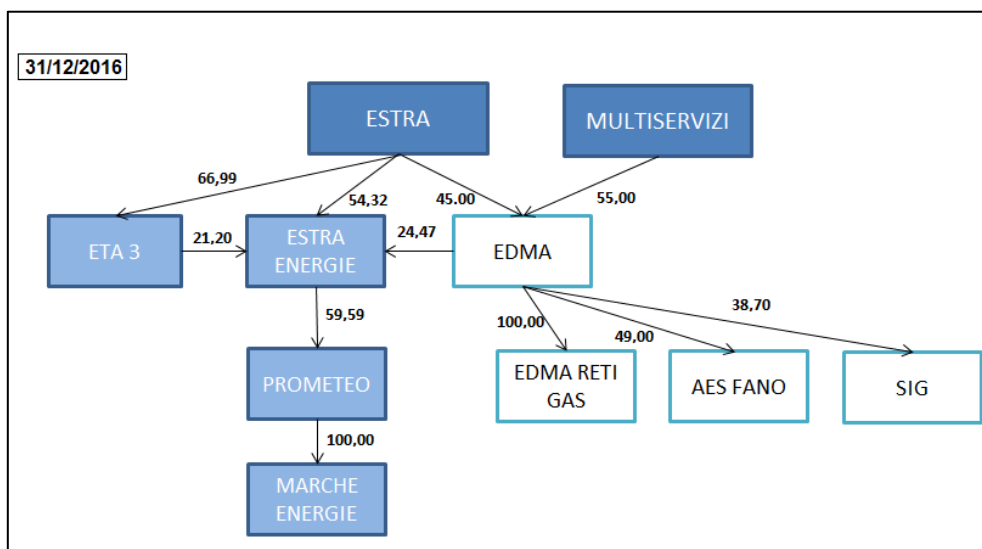 31/12/2016
ESTRA
MULTISERVIZI
66,99
54,32
45.00
55,00
ETA 3
21,20
ESTRA
ENERGIE
24,47
EDMA
59,59
100,00
49,00
38,70
PROMETEO
EDMA RETI
GAS
AES FANO
SIG
100,00
MARCHE
ENERGIE